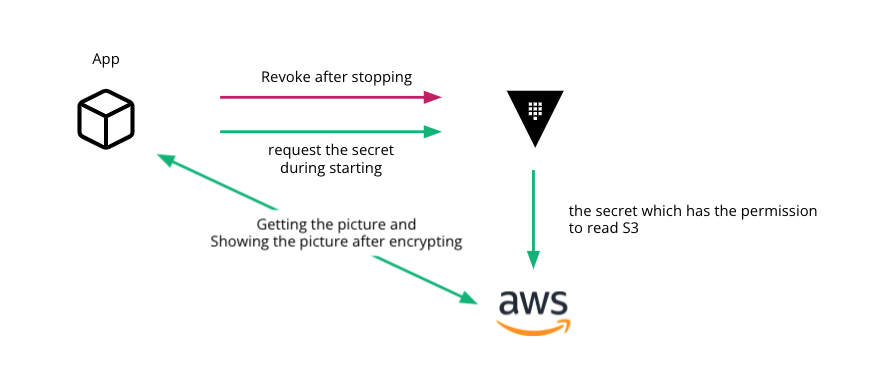 App
Revoke after stopping
request the secret
during starting
the secret which has the permission
to read S3
Getting the picture and
Showing the picture after encrypting
aws